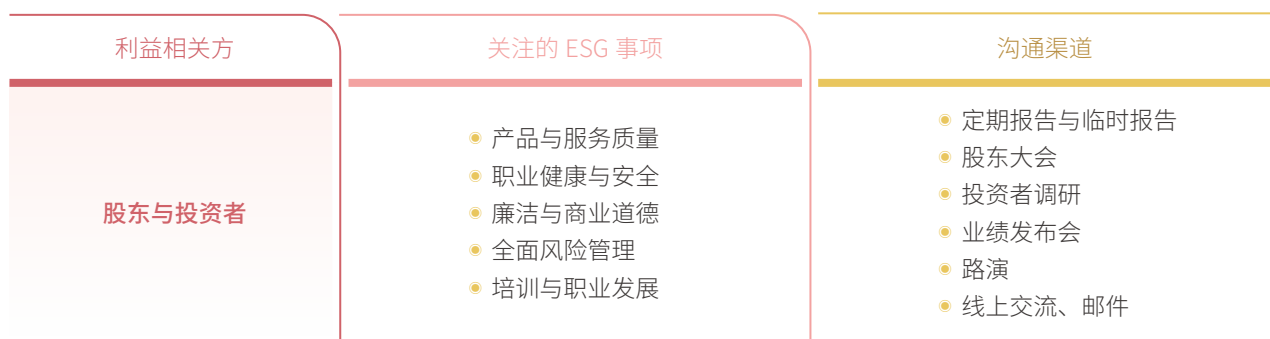 利益相关方
关注的 ESG 事项
沟通渠道
股东与投资者
产品与服务质量
职业健康与安全
廉洁与商业道德
全面风险管理
培训与职业发展
定期报告与临时报告
股东大会
投资者调研
业绩发布会
路演
线上交流、邮件